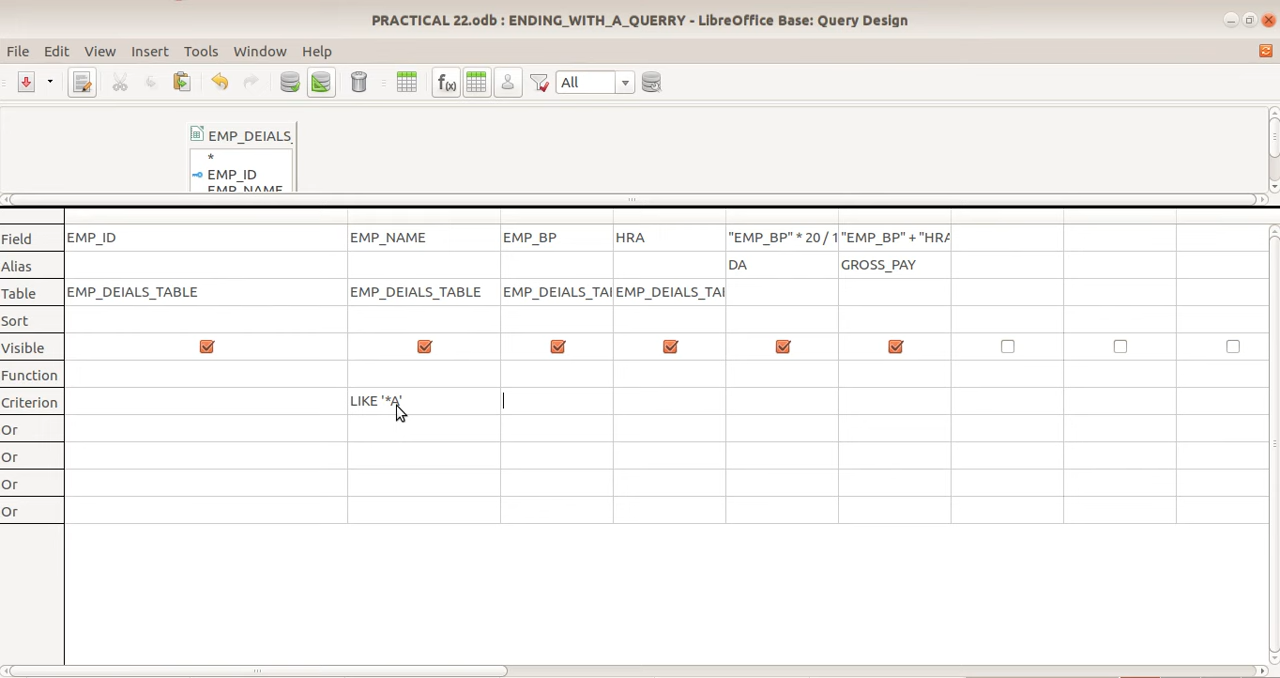 PRACTICAL 22.odb : ENDING_WITH_A_QUERRY - LibreOffice Base: Query Design
File Edit View Insert Tools Window Help
f(x) All
EMP_DEIALS_
*
EMP_ID
EMP_NAME
Field EMP_ID EMP_NAME EMP_BP HRA "EMP_BP" * 20 / 1 "EMP_BP" + "HRA
Alias DA GROSS_PAY
Table EMP_DEIALS_TABLE EMP_DEIALS_TABLE EMP_DEIALS_TAI EMP_DEIALS_TAI
Sort
Visible
Function
Criterion LIKE '*A'
Or
Or
Or
Or